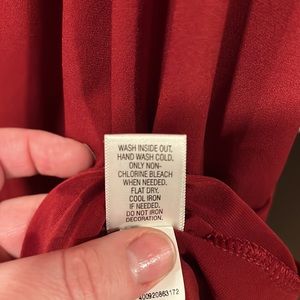 WASH INSIDE OUT.
HAND WASH COLD.
ONLY NON-
CHLORINE BLEACH
WHEN NEEDED.
FLAT DRY.
COOL IRON
IF NEEDED.
DO NOT IRON
DECORATION.
400920863172